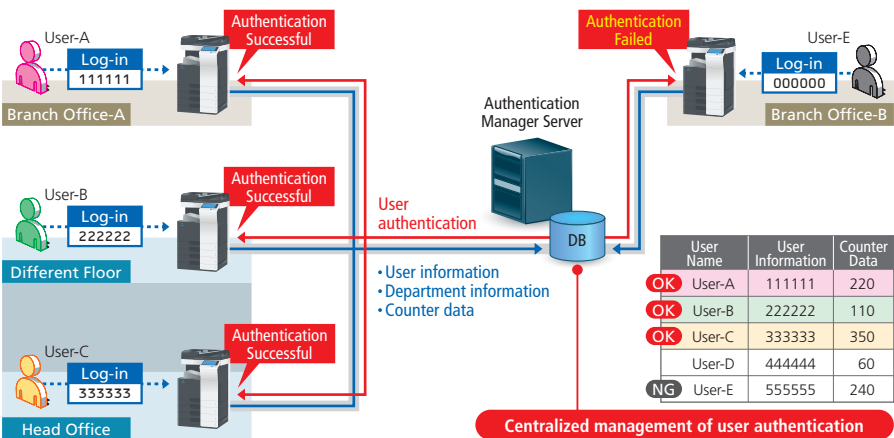 User-A
Log-in
111111
Authentication
Successful
Branch Office-A
Authentication
Failed
User-E
Log-in
000000
Branch Office-B
Authentication
Manager Server
DB
User-B
Log-in
222222
Authentication
Successful
Different Floor
User
authentication
•User information
•Department information
•Counter data
User-C
Log-in
333333
Authentication
Successful
Head Office
User Name User Information Counter Data
OK User-A 111111 220
OK User-B 222222 110
OK User-C 333333 350
User-D 444444 60
NG User-E 555555 240
Centralized management of user authentication